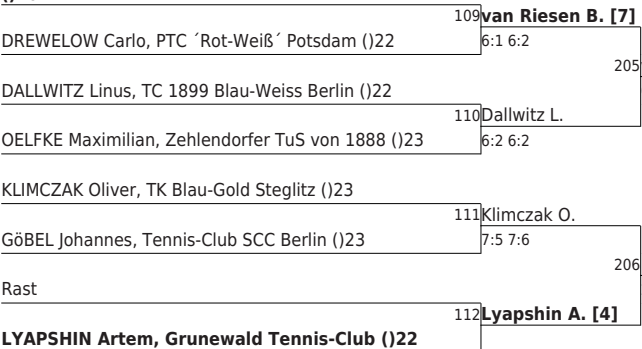 109 van Riesen B. [7]
DREWELOW Carlo, PTC ´Rot-Weiß´ Potsdam ()22 6:1 6:2
205
DALLWITZ Linus, TC 1899 Blau-Weiss Berlin ()22
110 Dallwitz L.
OELFKE Maximilian, Zehlendorfer TuS von 1888 ()23 6:2 6:2
KLIMCZAK Oliver, TK Blau-Gold Steglitz ()23
111 Klimczak O.
GöBEL Johannes, Tennis-Club SCC Berlin ()23 7:5 7:6
206
Rast
112 Lyapshin A. [4]
LYAPSHIN Artem, Grunewald Tennis-Club ()22